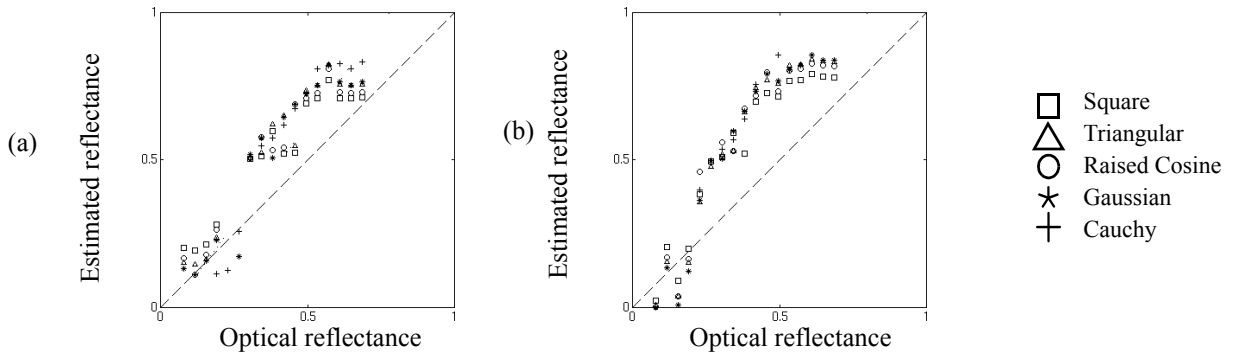 (a)
Estimated reflectance
1
0.5
0
0
0.5
1
Optical reflectance
(b)
Estimated reflectance
1
0.5
0
0
0.5
1
Optical reflectance
Square
Triangular
Raised Cosine
Gaussian
Cauchy